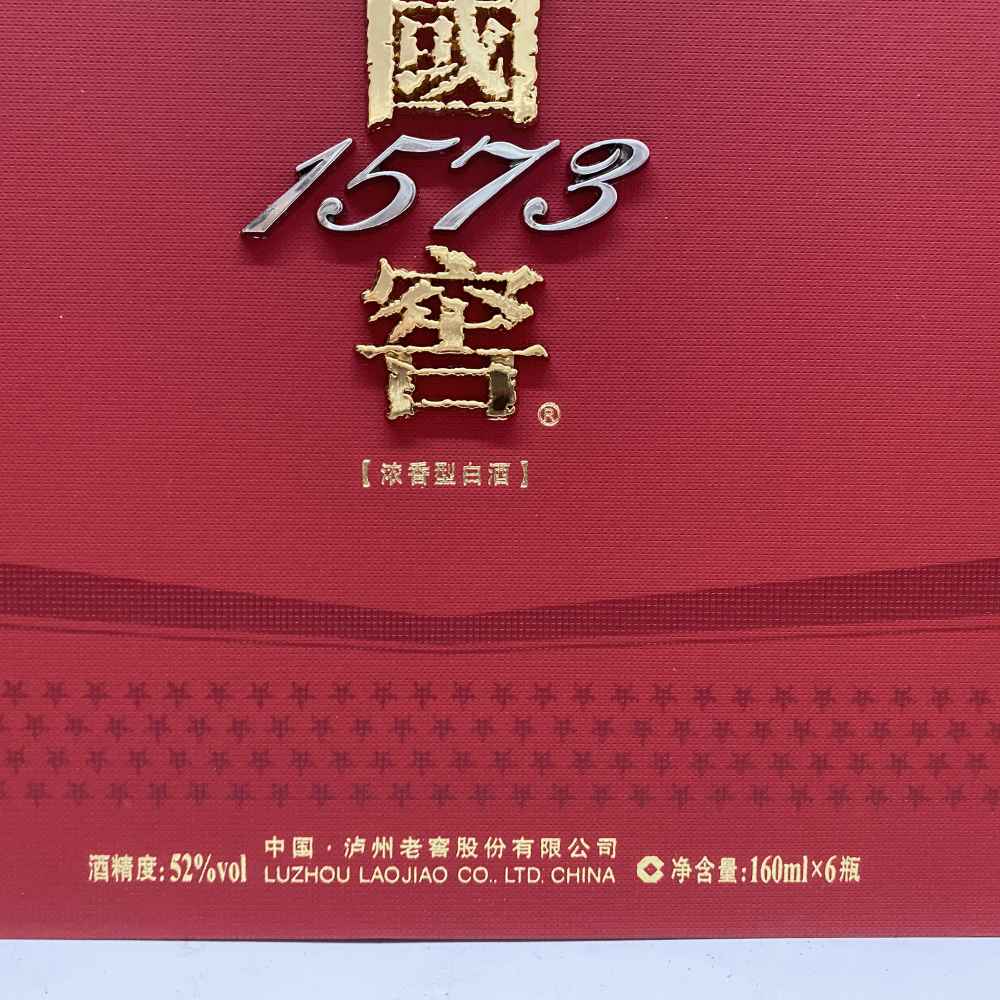 國
1573
窖®
【浓香型白酒】
酒精度:52%vol
中国·泸州老窖股份有限公司
LUZHOU LAOJIAO CO., LTD. CHINA
净含量:160ml×6瓶